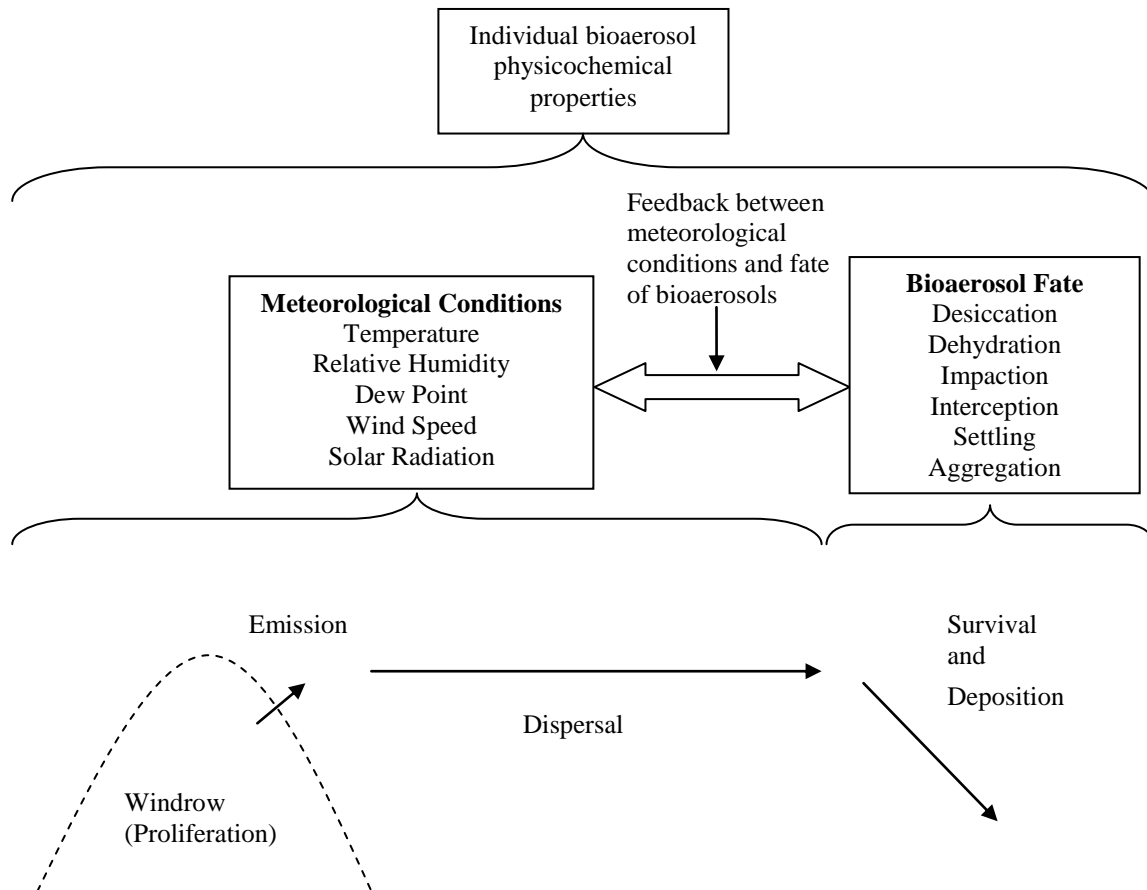 Individual bioaerosol
physicochemical
properties
Feedback between
meteorological
conditions and fate
of bioaerosols
Meteorological Conditions
Temperature
Relative Humidity
Dew Point
Wind Speed
Solar Radiation
Bioaerosol Fate
Desiccation
Dehydration
Impaction
Interception
Settling
Aggregation
Emission
Dispersal
Survival
and
Deposition
Windrow
(Proliferation)